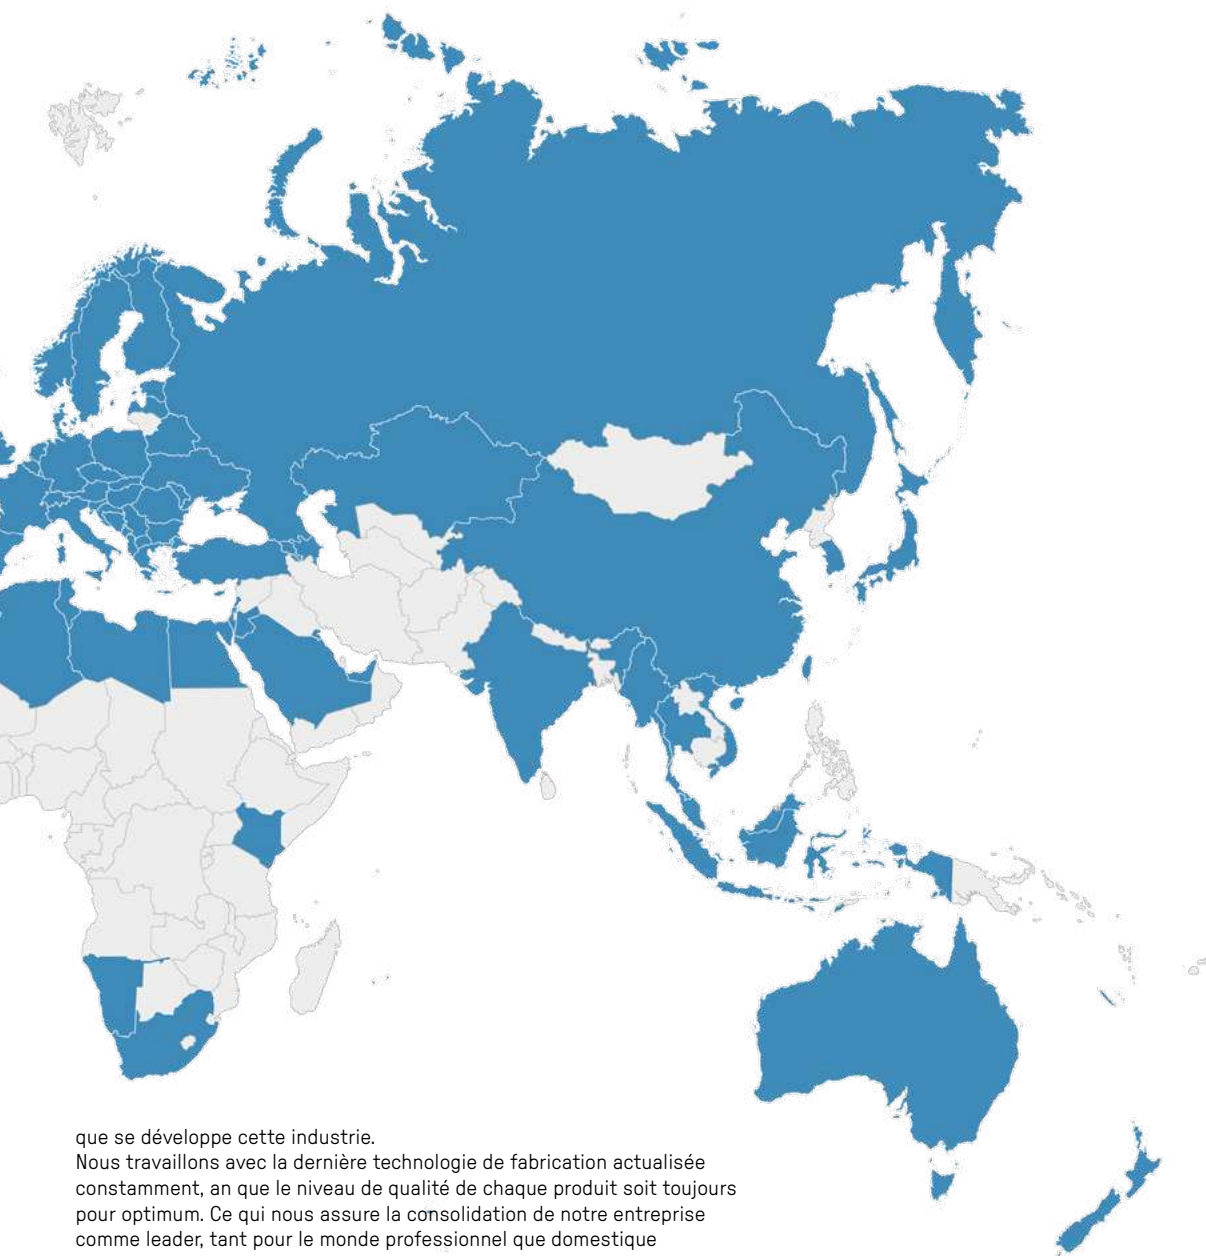 que se développe cette industrie.
Nous travaillons avec la dernière technologie de fabrication actualisée
constamment, an que le niveau de qualité de chaque produit soit toujours
pour optimum. Ce qui nous assure la consolidation de notre entreprise
comme leader, tant pour le monde professionnel que domestique